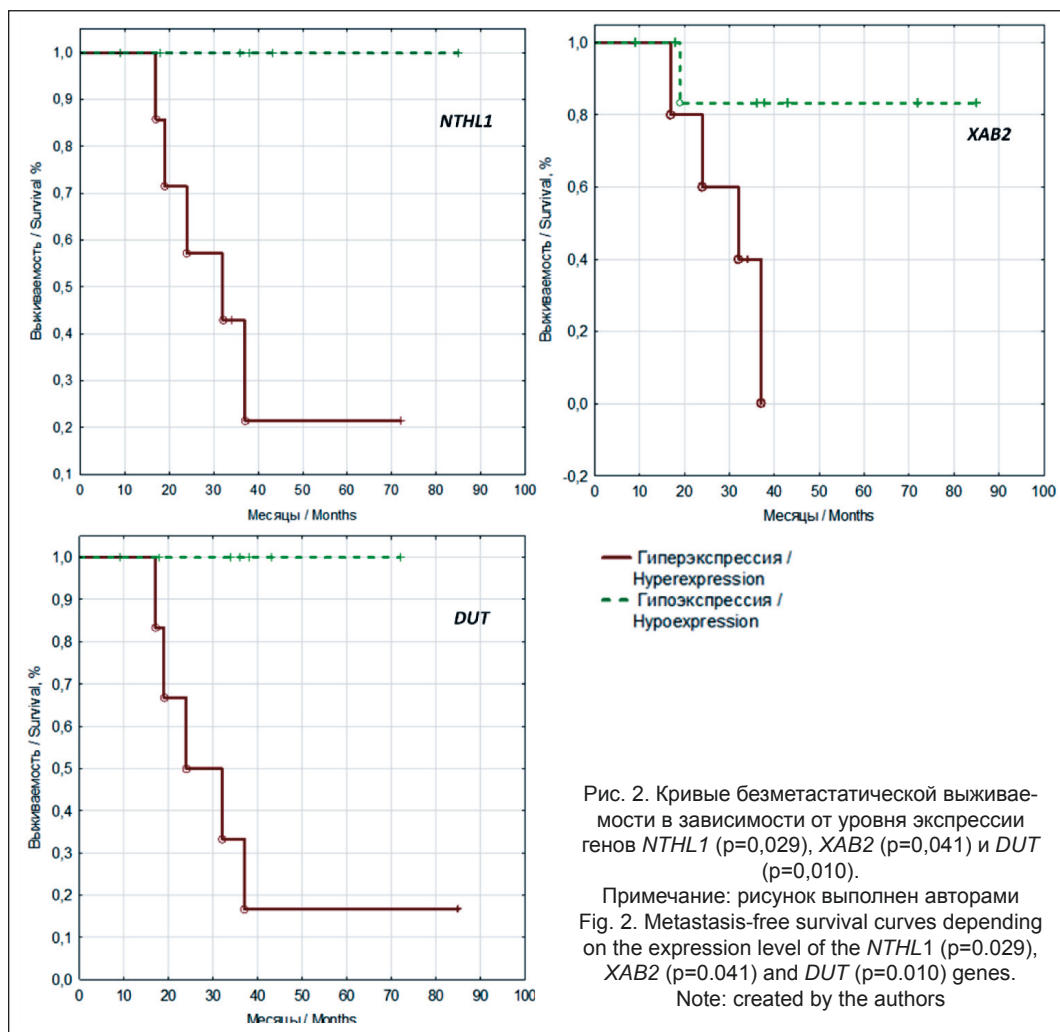 1,0
0,9
0,8
0,7
0,6
0,5
0,4
0,3
0,2
0,1
Выживаемость / Survival %
NTHL1
0 10 20 30 40 50 60 70 80 90 100
Месяцы / Months
1,0
0,8
0,6
0,4
0,2
0,0
-0,2
Выживаемость / Survival, %
XAB2
0 20 40 60 80 100
Месяцы / Months
1,0
0,9
0,8
0,7
0,6
0,5
0,4
0,3
0,2
0,1
0,0
Выживаемость / Survival, %
DUT
0 10 20 30 40 50 60 70 80 90 100
Месяцы / Months
Гиперэкспрессия /
Hyperexpression
Гипоэкспрессия /
Hypoexpression
Рис. 2. Кривые безметастатической выживае-
мости в зависимости от уровня экспрессии
генов NTHL1 (p=0,029), XAB2 (p=0,041) и DUT
(p=0,010).
Примечание: рисунок выполнен авторами
Fig. 2. Metastasis-free survival curves depending
on the expression level of the NTHL1 (p=0.029),
XAB2 (p=0.041) and DUT (p=0.010) genes.
Note: created by the authors